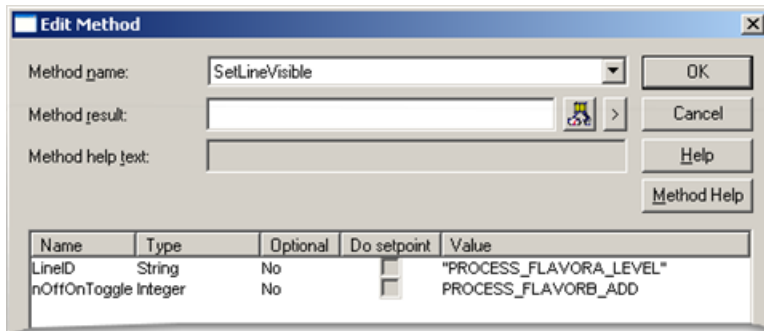 Edit Method
Method name: SetLineVisible OK
Method result: > Cancel
Method help text: Help
Method Help
Name Type Optional Do setpoint Value
LineID String No "PROCESS_FLAVORA_LEVEL"
nOffOnToggle Integer No PROCESS_FLAVORB_ADD